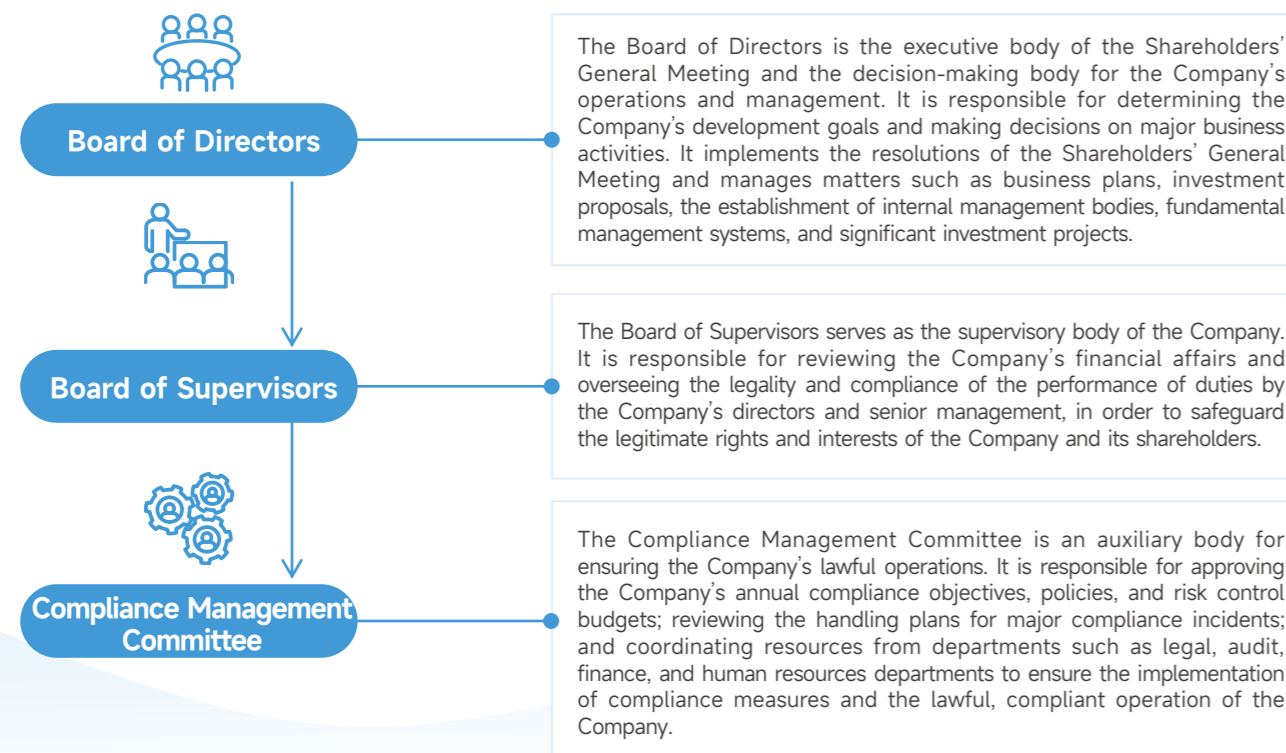 Board of Directors
The Board of Directors is the executive body of the Shareholders’
General Meeting and the decision-making body for the Company’s
operations and management. It is responsible for determining the
Company’s development goals and making decisions on major business
activities. It implements the resolutions of the Shareholders’ General
Meeting and manages matters such as business plans, investment
proposals, the establishment of internal management bodies, fundamental
management systems, and significant investment projects.
Board of Supervisors
The Board of Supervisors serves as the supervisory body of the Company.
It is responsible for reviewing the Company’s financial affairs and
overseeing the legality and compliance of the performance of duties by
the Company’s directors and senior management, in order to safeguard
the legitimate rights and interests of the Company and its shareholders.
Compliance Management
Committee
The Compliance Management Committee is an auxiliary body for
ensuring the Company’s lawful operations. It is responsible for approving
the Company’s annual compliance objectives, policies, and risk control
budgets; reviewing the handling plans for major compliance incidents;
and coordinating resources from departments such as legal, audit,
finance, and human resources departments to ensure the implementation
of compliance measures and the lawful, compliant operation of the
Company.